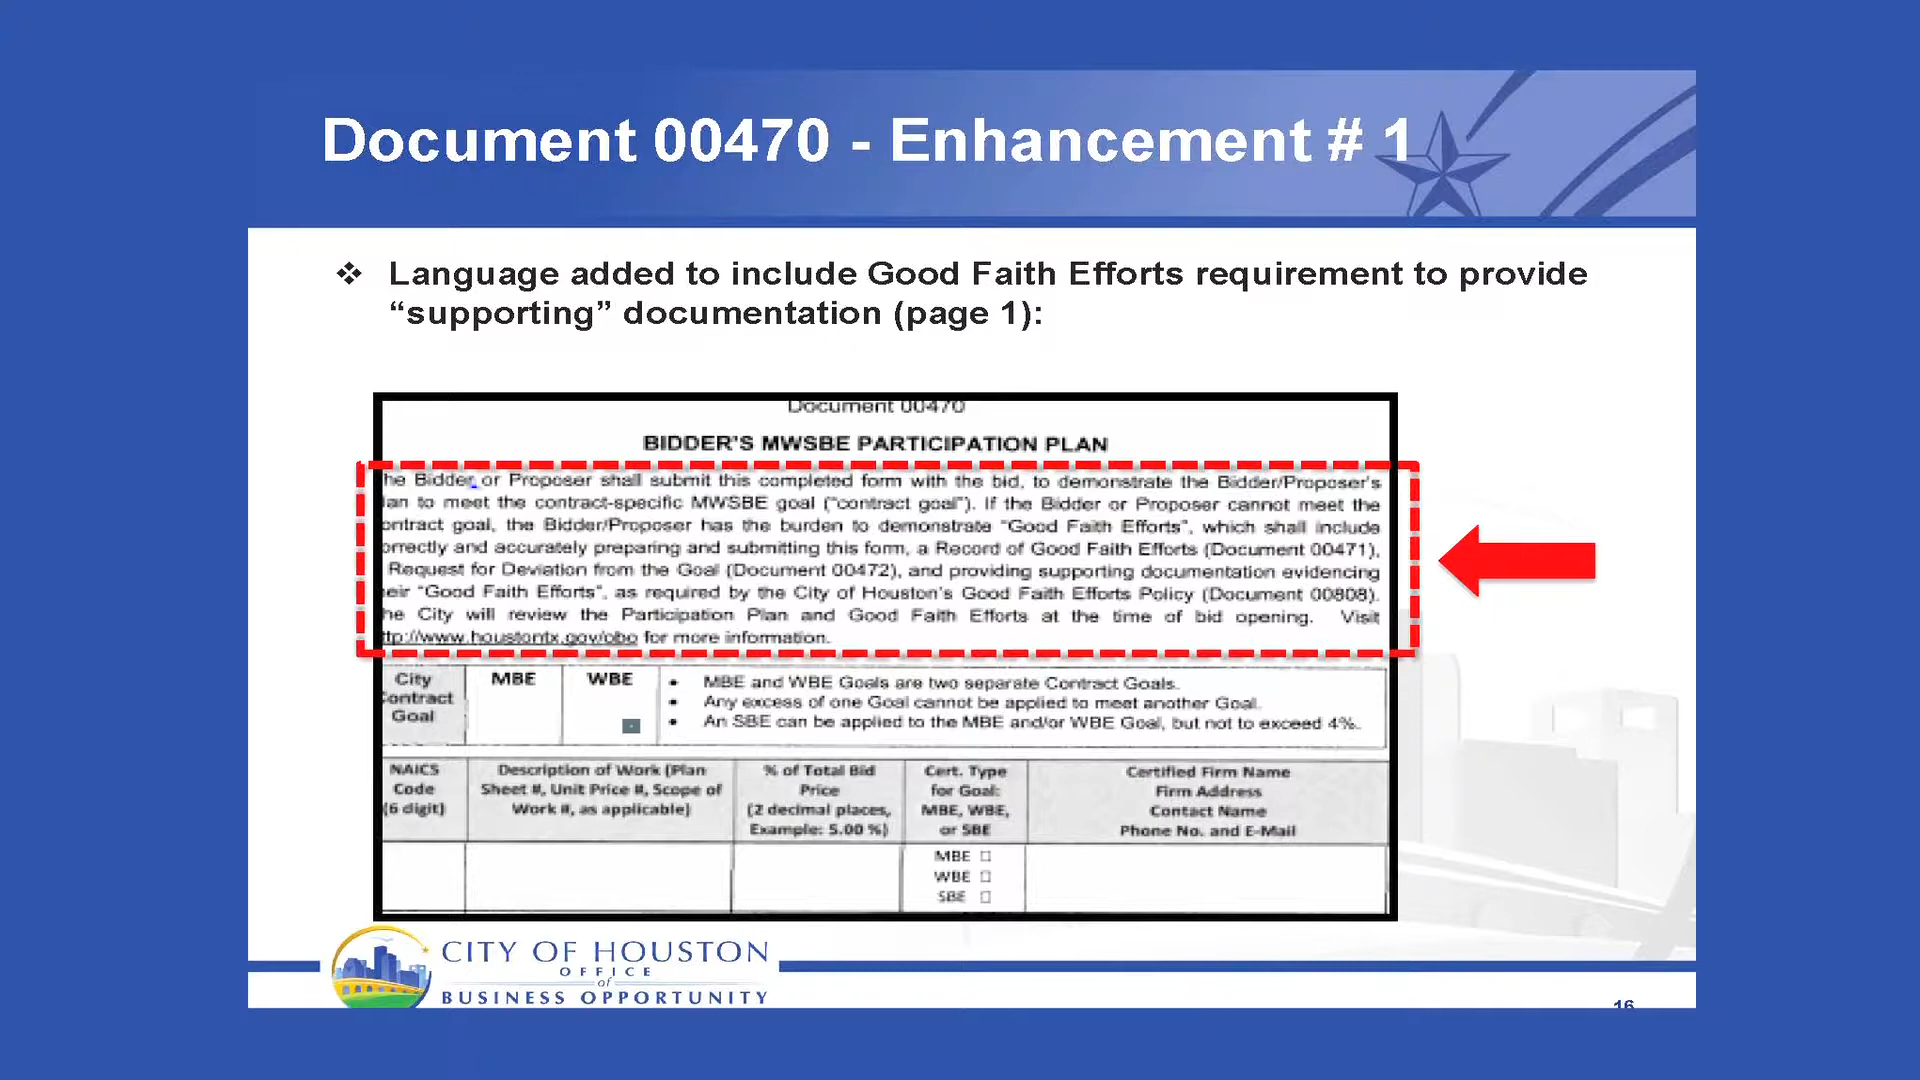 Document 00470 - Enhancement # 1
❖ Language added to include Good Faith Efforts requirement to provide
“supporting” documentation (page 1):
Document 00470
BIDDER'S MWSBE PARTICIPATION PLAN
he Bidder or Proposer shall submit this completed form with the bid, to demonstrate the Bidder/Proposer's
lan to meet the contract-specific MWSBE goal (“contract goal”). If the Bidder or Proposer cannot meet the
ontract goal, the Bidder/Proposer has the burden to demonstrate “Good Faith Efforts”, which shall include
orrectly and accurately preparing and submitting this form, a Record of Good Faith Efforts (Document 00471),
Request for Deviation from the Goal (Document 00472), and providing supporting documentation evidencing
eir “Good Faith Efforts”, as required by the City of Houston's Good Faith Efforts Policy (Document 00808).
he City will review the Participation Plan and Good Faith Efforts at the time of bid opening. Visit
ttp://www.houstontx.gov/obo for more information.
City
ontract
Goal
MBE
WBE
• MBE and WBE Goals are two separate Contract Goals.
• Any excess of one Goal cannot be applied to meet another Goal.
• An SBE can be applied to the MBE and/or WBE Goal, but not to exceed 4%.
NAICS
Code
(6 digit)
Description of Work (Plan
Sheet #, Unit Price #, Scope of
Work #, as applicable)
% of Total Bid
Price
(2 decimal places,
Example: 5.00 %)
Cert. Type
for Goal:
MBE, WBE,
or SBE
Certified Firm Name
Firm Address
Contact Name
Phone No. and E-Mail
MBE ☐
WBE ☐
SBE ☐
CITY OF HOUSTON
OFFICE
of
BUSINESS OPPORTUNITY
16